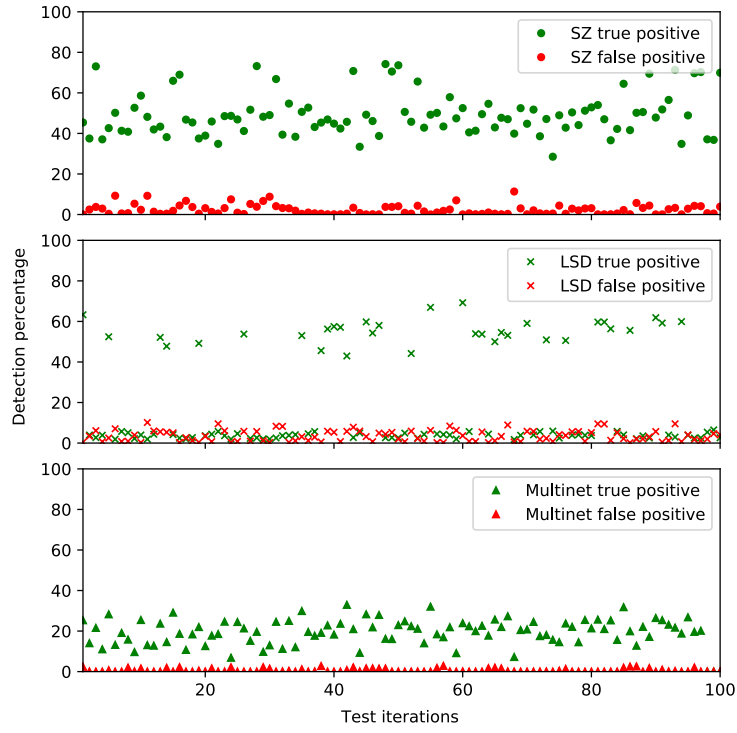 100
80
60
40
20
0
SZ true positive
SZ false positive
Detection percentage
100
80
60
40
20
0
LSD true positive
LSD false positive
100
80
60
40
20
0
Multinet true positive
Multinet false positive
20 40 60 80 100
Test iterations